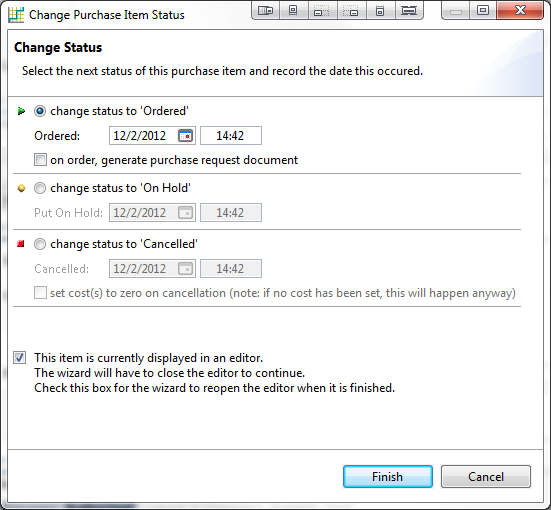 Change Purchase Item Status
Change Status
Select the next status of this purchase item and record the date this occured.
change status to 'Ordered'
Ordered: 12/2/2012 14:42
on order, generate purchase request document
change status to 'On Hold'
Put On Hold: 12/2/2012 14:42
change status to 'Cancelled'
Cancelled: 12/2/2012 14:42
set cost(s) to zero on cancellation (note: if no cost has been set, this will happen anyway)
This item is currently displayed in an editor.
The wizard will have to close the editor to continue.
Check this box for the wizard to reopen the editor when it is finished.
Finish Cancel